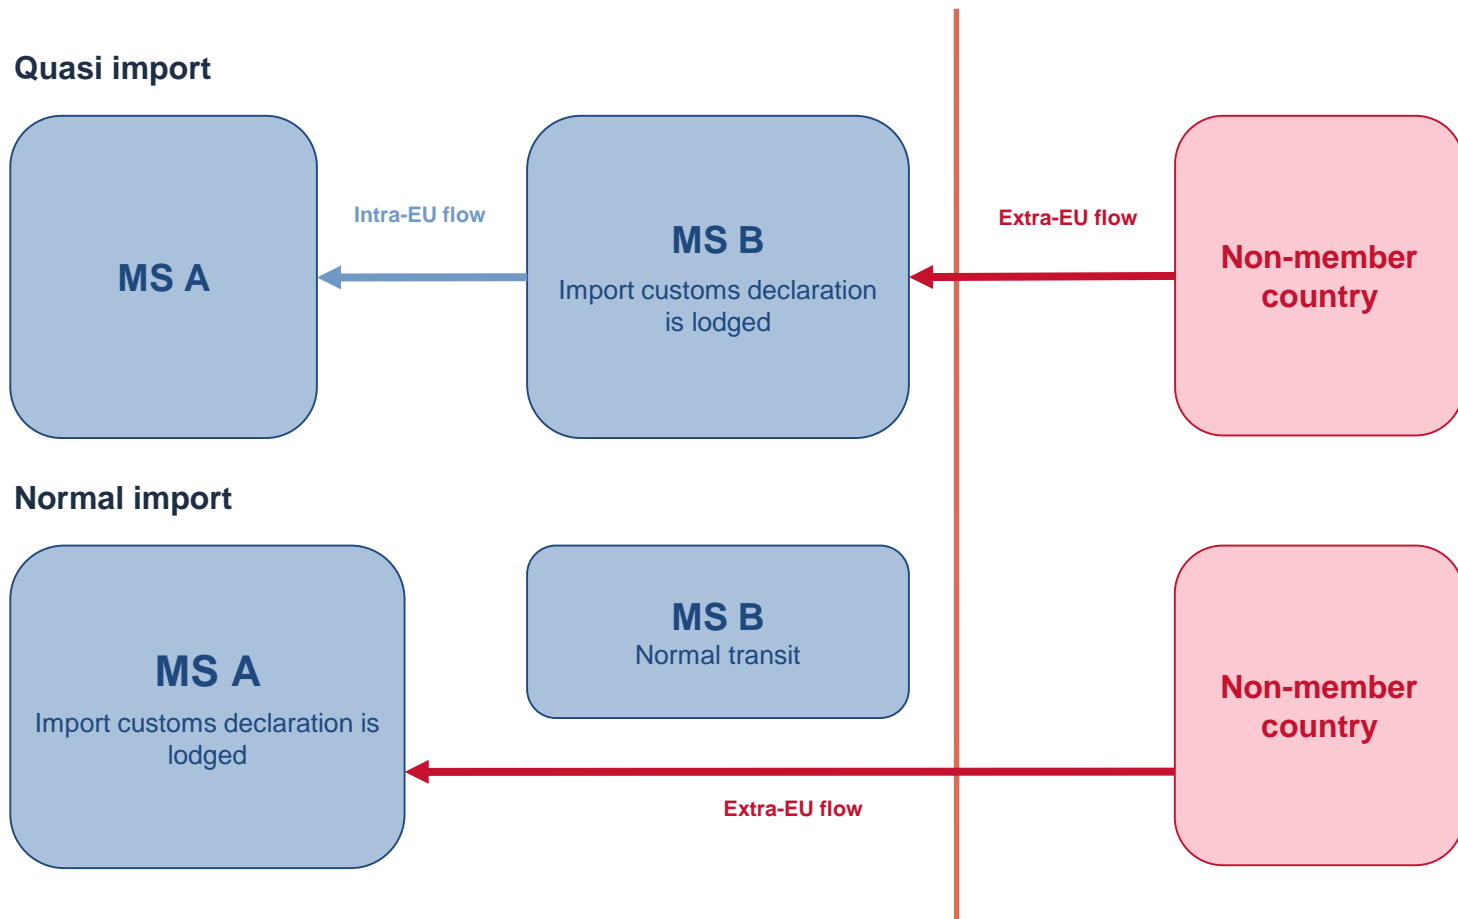 Quasi import
MS A
Intra-EU flow
MS B
Import customs declaration
is lodged
Extra-EU flow
Non-member
country
Normal import
MS A
Import customs declaration is
lodged
MS B
Normal transit
Extra-EU flow
Non-member
country